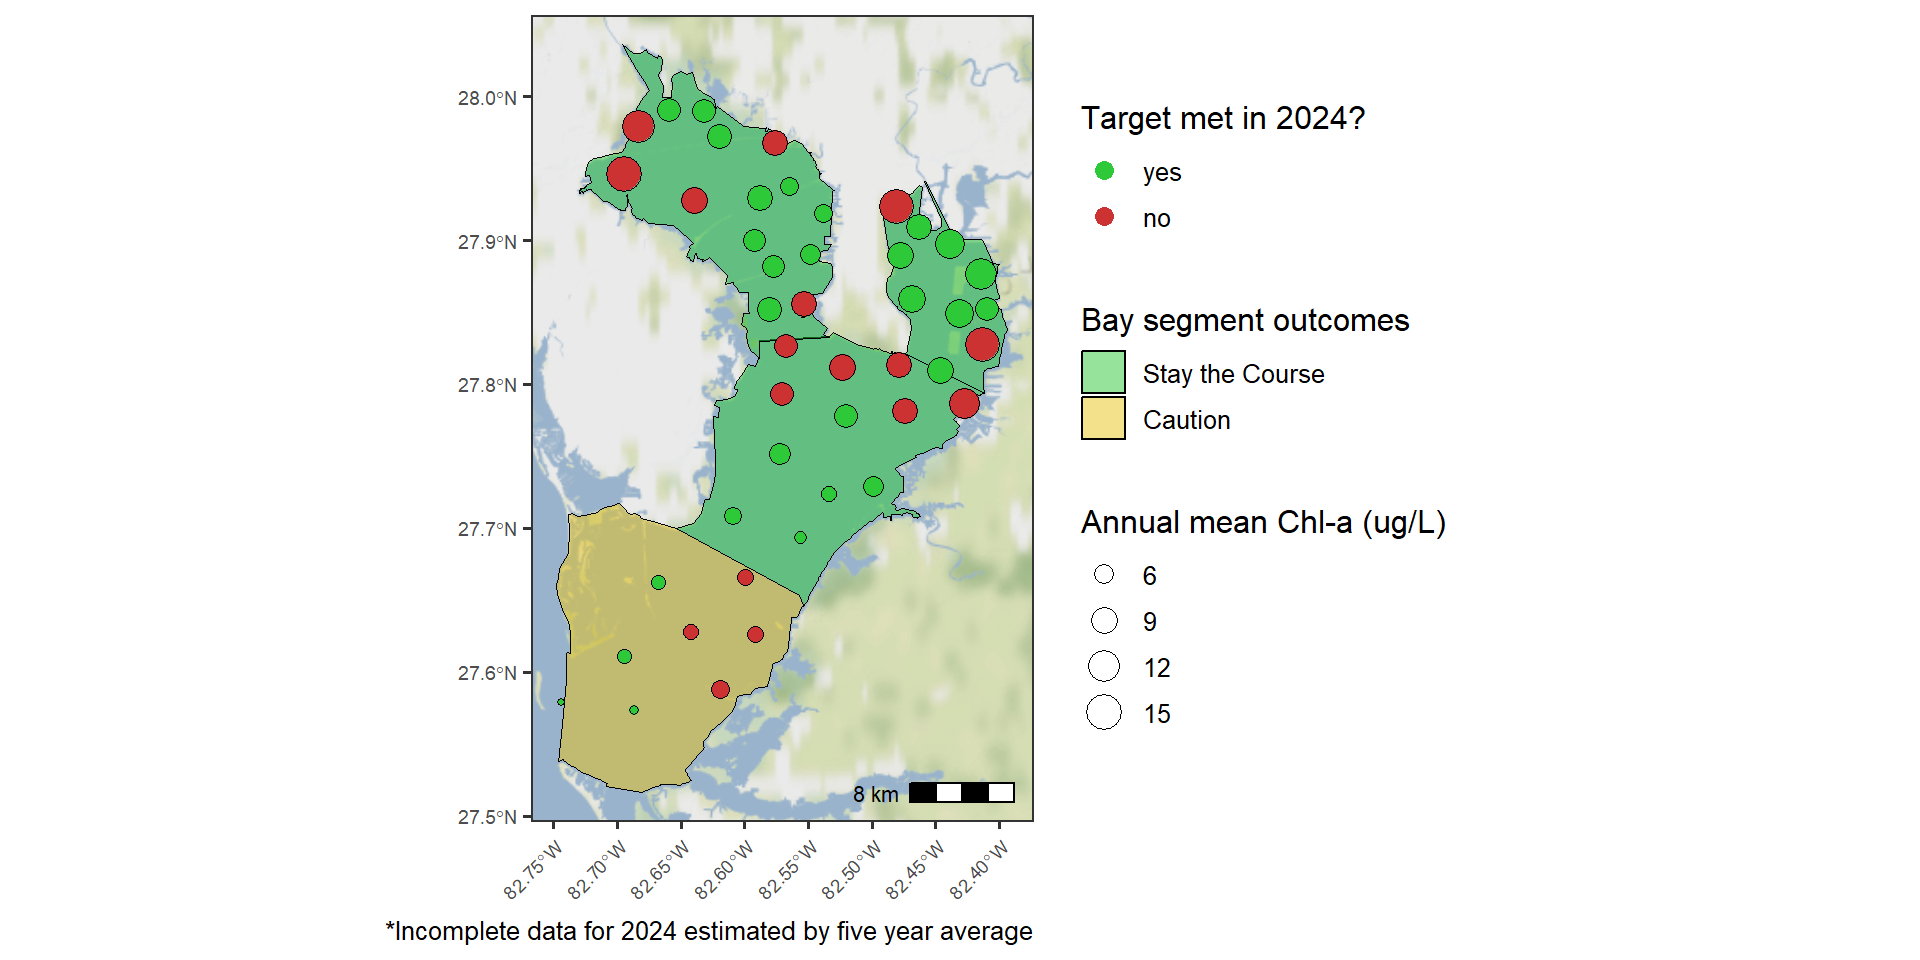 28.0°N
27.9°N
27.8°N
27.7°N
27.6°N
27.5°N
82.75°W
82.70°W
82.65°W
82.60°W
82.55°W
82.50°W
82.45°W
82.40°W
8 km
*Incomplete data for 2024 estimated by five year average
Target met in 2024?
yes
no
Bay segment outcomes
Stay the Course
Caution
Annual mean Chl-a (ug/L)
6
9
12
15